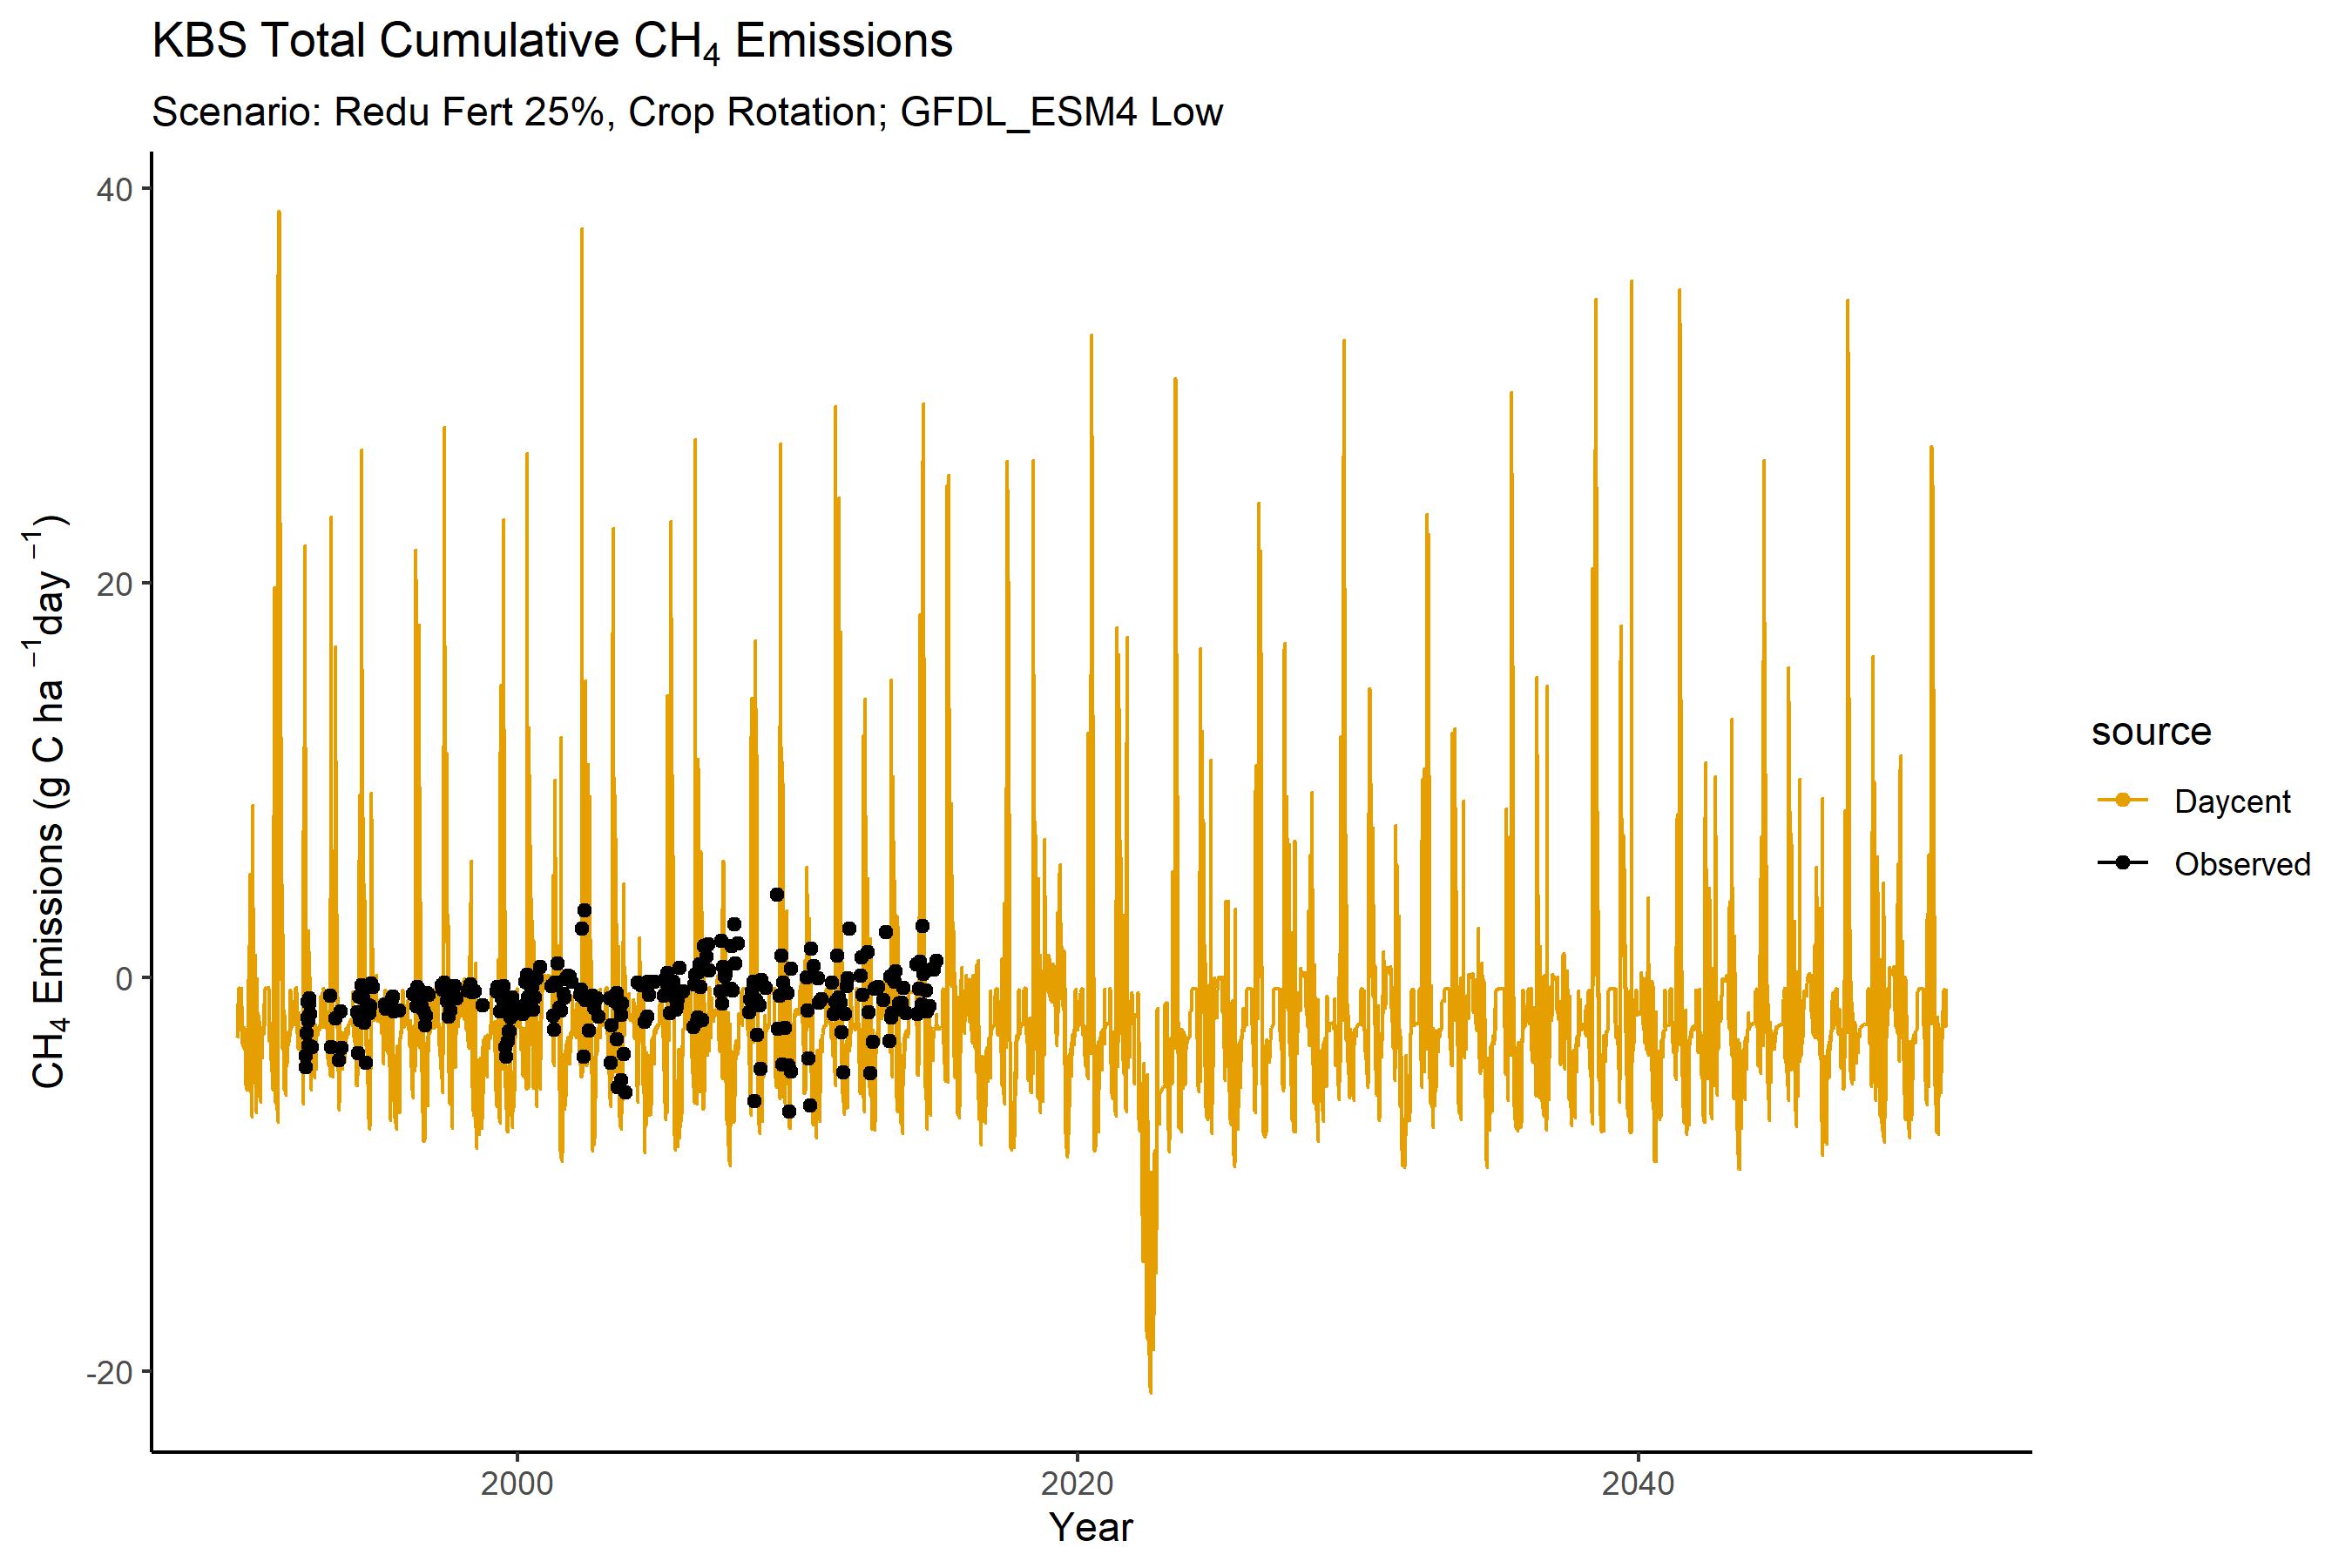 KBS Total Cumulative CH₄ Emissions
Scenario: Redu Fert 25%, Crop Rotation; GFDL_ESM4 Low
CH₄ Emissions (g C ha ⁻¹day ⁻¹)
40
20
0
-20
2000
2020
2040
Year
source
Daycent
Observed